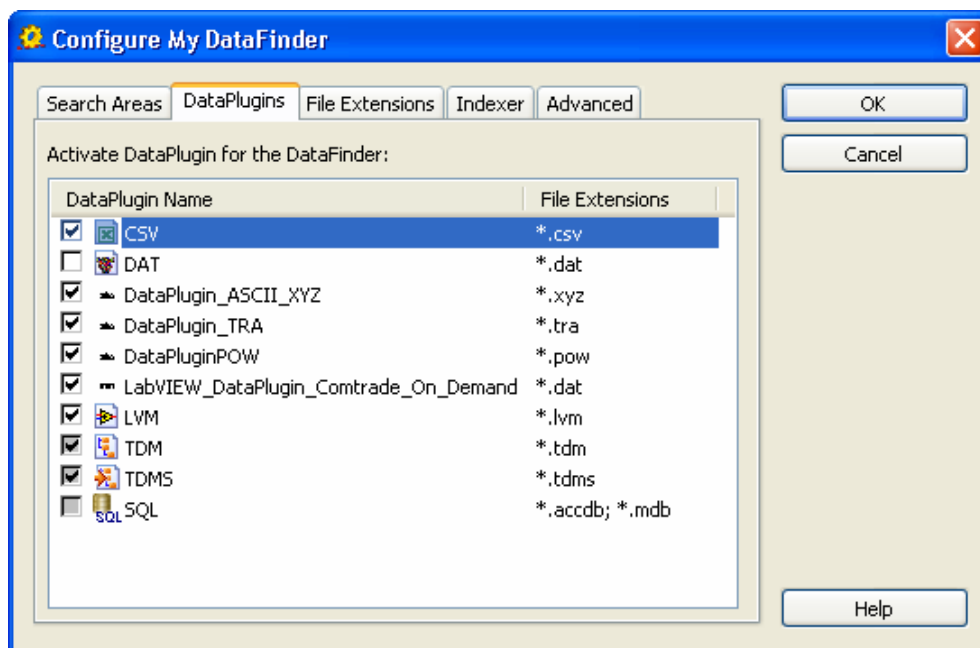 Configure My DataFinder
Search Areas DataPlugins File Extensions Indexer Advanced
OK
Cancel
Activate DataPlugin for the DataFinder:
DataPlugin Name File Extensions
CSV *.csv
DAT *.dat
DataPlugin_ASCII_XYZ *.xyz
DataPlugin_TRA *.tra
DataPluginPOW *.pow
LabVIEW_DataPlugin_Comtrade_On_Demand *.dat
LVM *.lvm
TDM *.tdm
TDMS *.tdms
SQL SQL *.accdb; *.mdb
Help